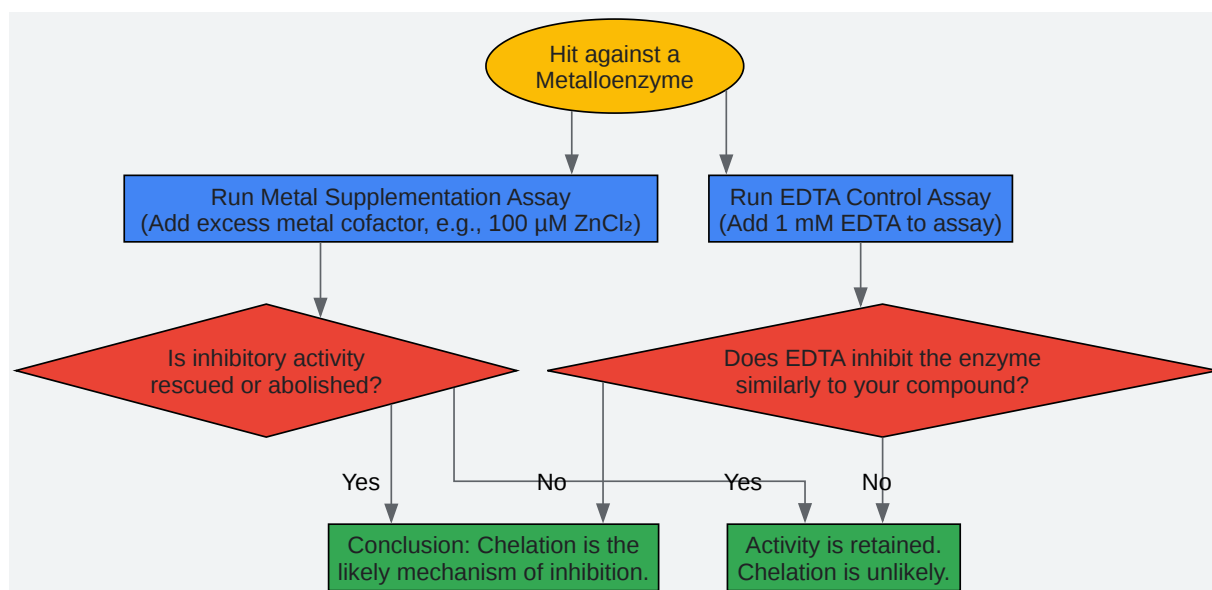 Hit against a
Metalloenzyme
Run Metal Supplementation Assay
(Add excess metal cofactor, e.g., 100 µM ZnCl₂)
Run EDTA Control Assay
(Add 1 mM EDTA to assay)
Is inhibitory activity
rescued or abolished?
Does EDTA inhibit the enzyme
similarly to your compound?
Yes
No
Yes
No
Conclusion: Chelation is the
likely mechanism of inhibition.
Activity is retained.
Chelation is unlikely.